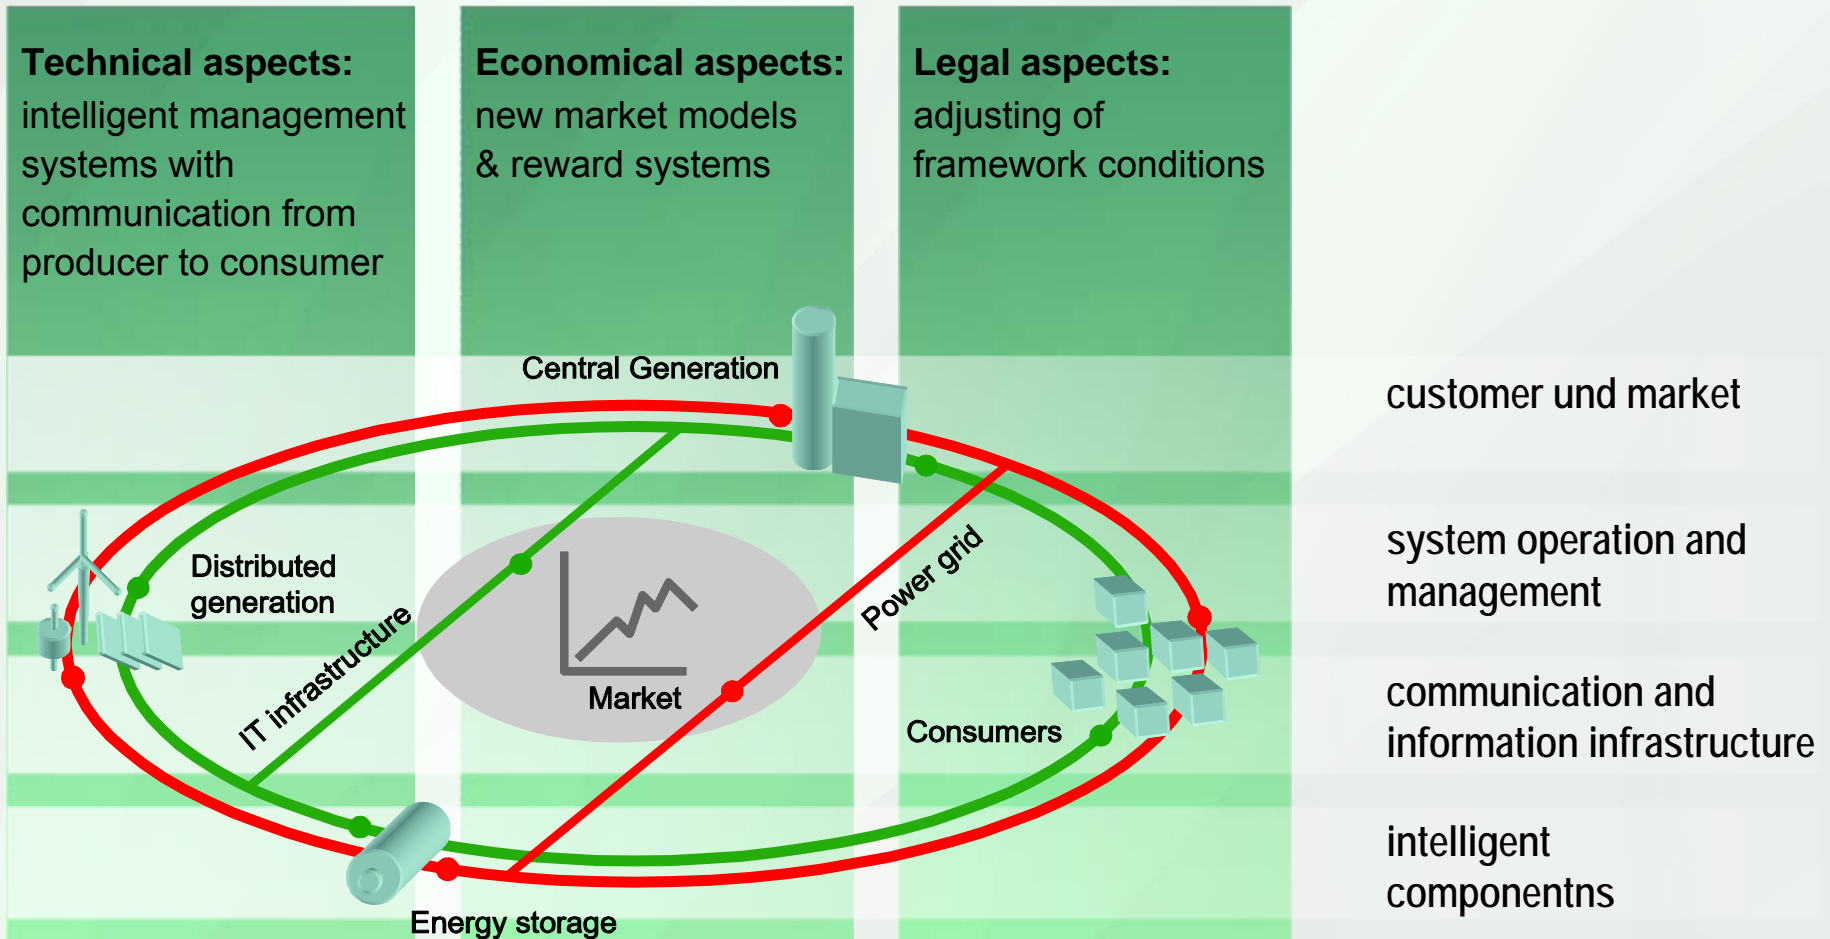 Technical aspects:
intelligent management
systems with
communication from
producer to consumer
Economical aspects:
new market models
& reward systems
Legal aspects:
adjusting of
framework conditions
Central Generation
customer und market
Distributed
generation
IT infrastructure
Market
Power grid
Consumers
Energy storage
system operation and
management
communication and
information infrastructure
intelligent
componentns